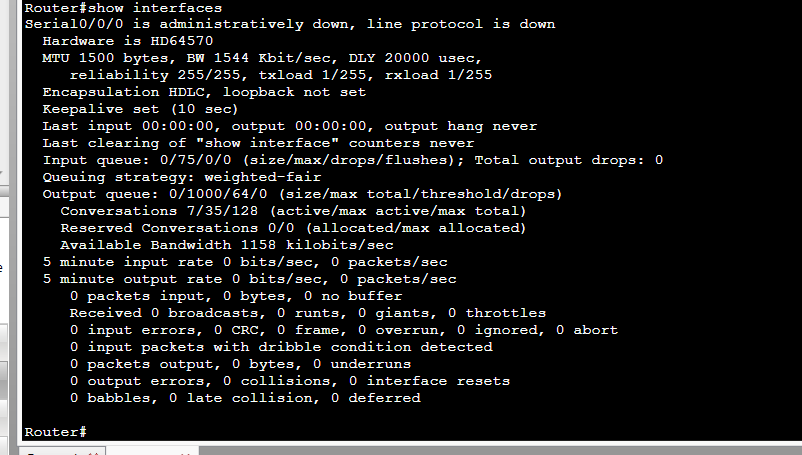 Router#show interfaces
Serial0/0/0 is administratively down, line protocol is down
Hardware is HD64570
MTU 1500 bytes, BW 1544 Kbit/sec, DLY 20000 usec,
reliability 255/255, txload 1/255, rxload 1/255
Encapsulation HDLC, loopback not set
Keepalive set (10 sec)
Last input 00:00:00, output 00:00:00, output hang never
Last clearing of "show interface" counters never
Input queue: 0/75/0/0 (size/max/drops/flushes); Total output drops: 0
Queuing strategy: weighted-fair
Output queue: 0/1000/64/0 (size/max total/threshold/drops)
Conversations 7/35/128 (active/max active/max total)
Reserved Conversations 0/0 (allocated/max allocated)
Available Bandwidth 1158 kilobits/sec
5 minute input rate 0 bits/sec, 0 packets/sec
5 minute output rate 0 bits/sec, 0 packets/sec
0 packets input, 0 bytes, 0 no buffer
Received 0 broadcasts, 0 runts, 0 giants, 0 throttles
0 input errors, 0 CRC, 0 frame, 0 overrun, 0 ignored, 0 abort
0 input packets with dribble condition detected
0 packets output, 0 bytes, 0 underruns
0 output errors, 0 collisions, 0 interface resets
0 babbles, 0 late collision, 0 deferred
Router#